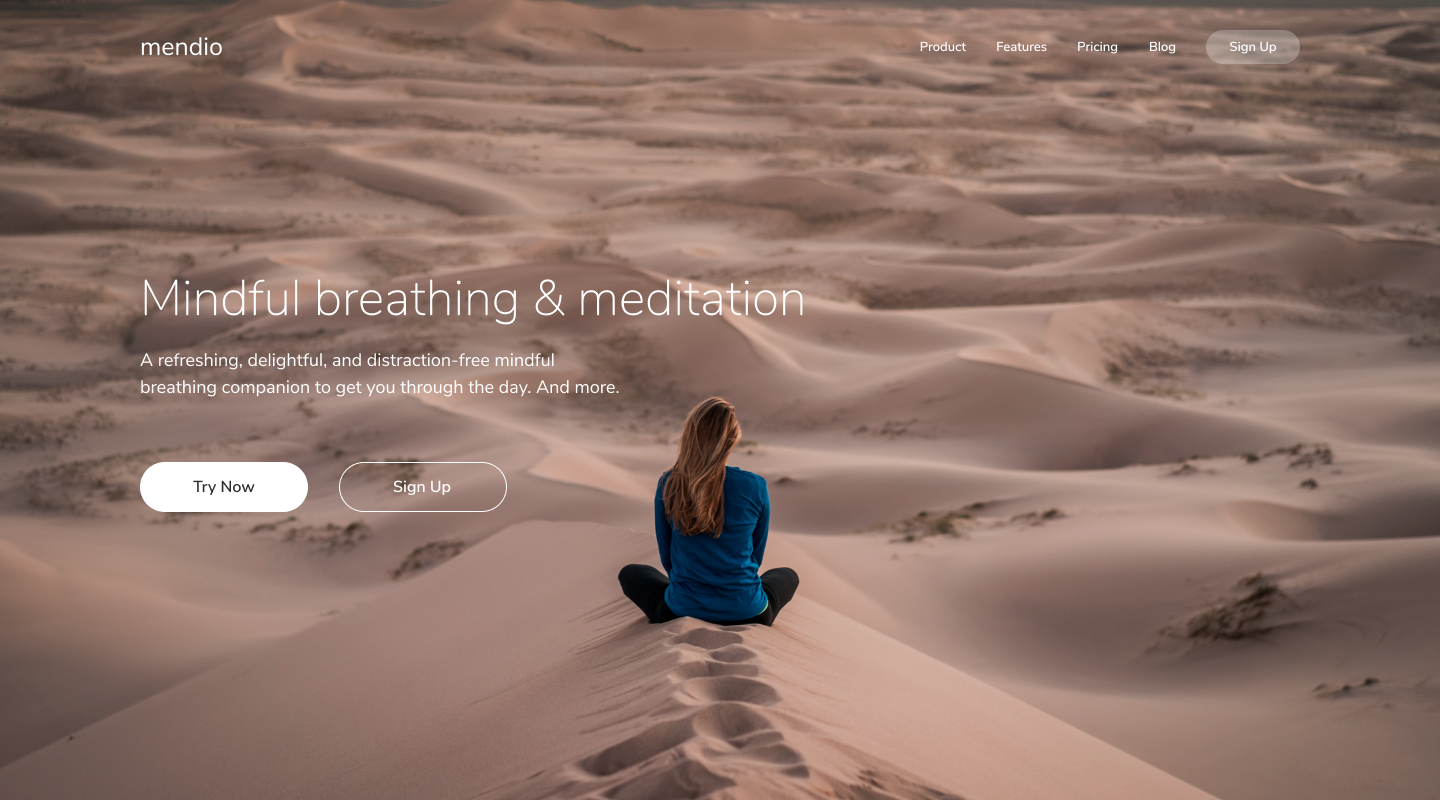 mendio
Product
Features
Pricing
Blog
Sign Up
Mindful breathing & meditation
A refreshing, delightful, and distraction-free mindful
breathing companion to get you through the day. And more.
Try Now
Sign Up